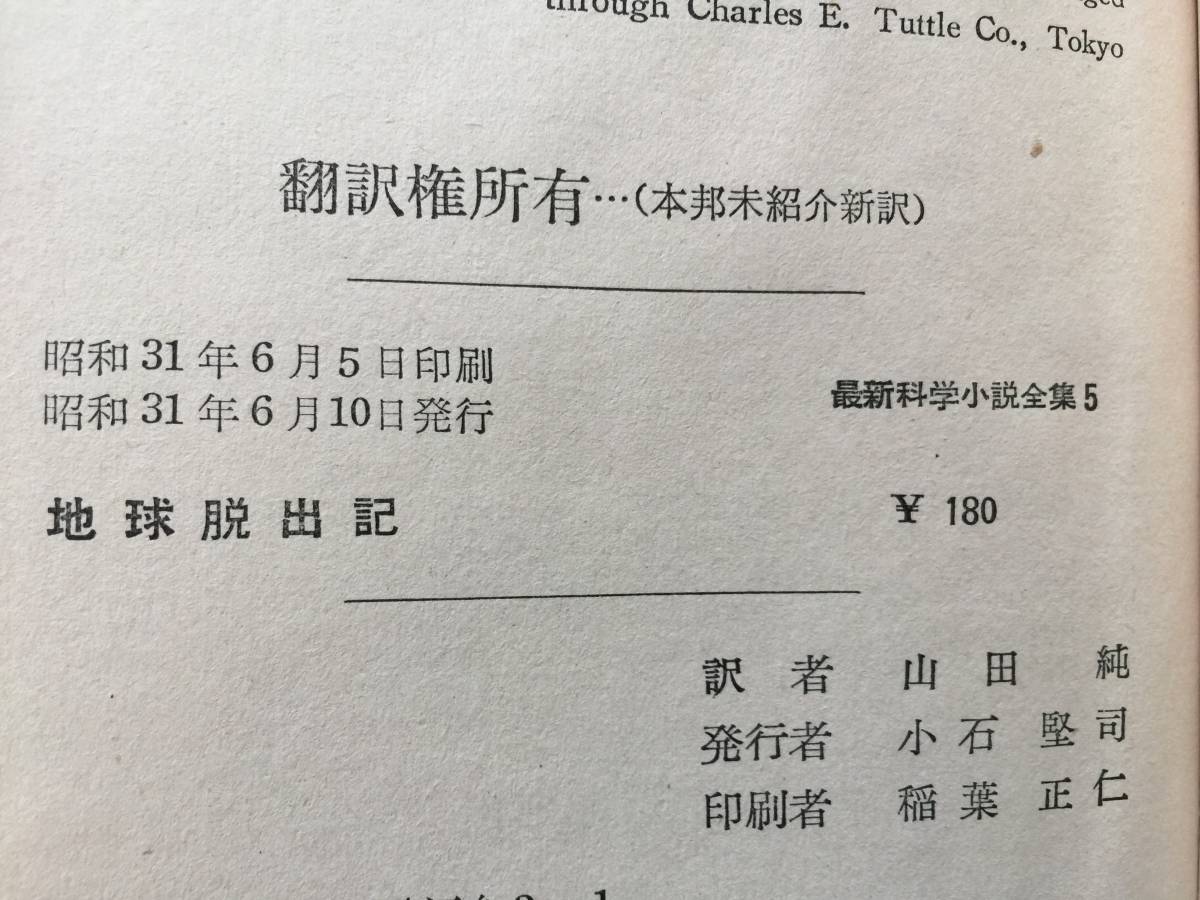 through Charles E. Tuttle Co., Tokyo
翻訳権所有…(本邦未紹介新訳)
昭和31年6月5日印刷
昭和31年6月10日発行
最新科学小説全集5
地球脱出記
¥ 180
訳者 山田 純
発行者 小石 堅司
印刷者 稲葉 正仁